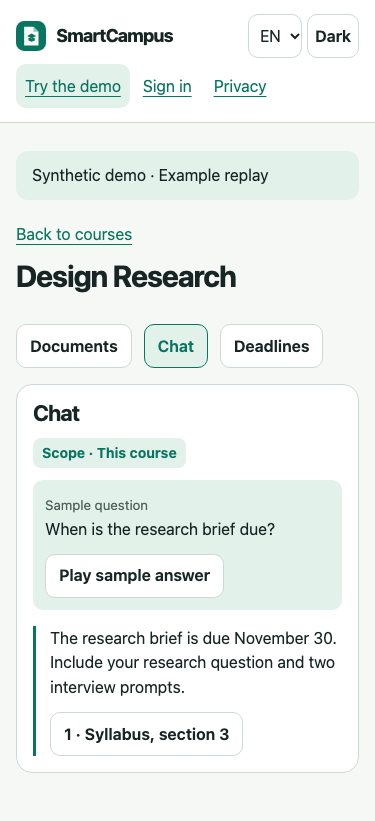 SmartCampus
EN
Dark
Try the demo
Sign in
Privacy
Synthetic demo · Example replay
Back to courses
Design Research
Documents
Chat
Deadlines
Chat
Scope · This course
Sample question
When is the research brief due?
Play sample answer
The research brief is due November 30.
Include your research question and two
interview prompts.
1 · Syllabus, section 3